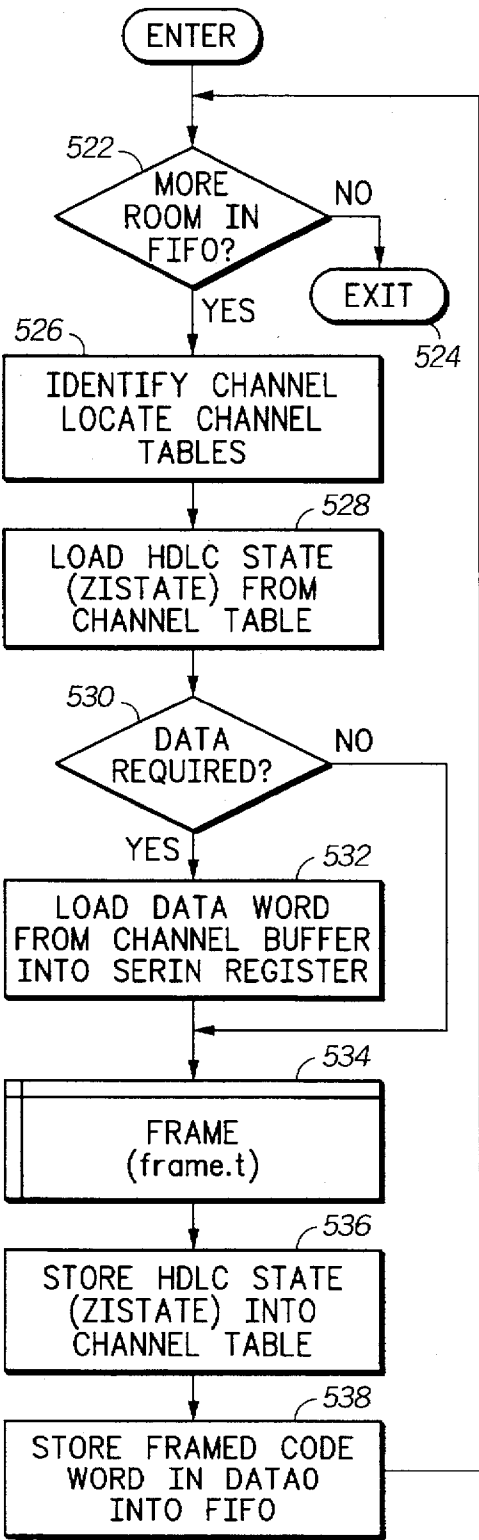 ENTER
522
MORE
ROOM IN
FIFO?
NO
YES
EXIT
524
526
IDENTIFY CHANNEL
LOCATE CHANNEL
TABLES
528
LOAD HDLC STATE
(ZISTATE) FROM
CHANNEL TABLE
530
DATA
REQUIRED?
NO
YES
532
LOAD DATA WORD
FROM CHANNEL BUFFER
INTO SERIN REGISTER
534
FRAME
(frame.t)
536
STORE HDLC STATE
(ZISTATE) INTO
CHANNEL TABLE
538
STORE FRAMED CODE
WORD IN DATAO
INTO FIFO